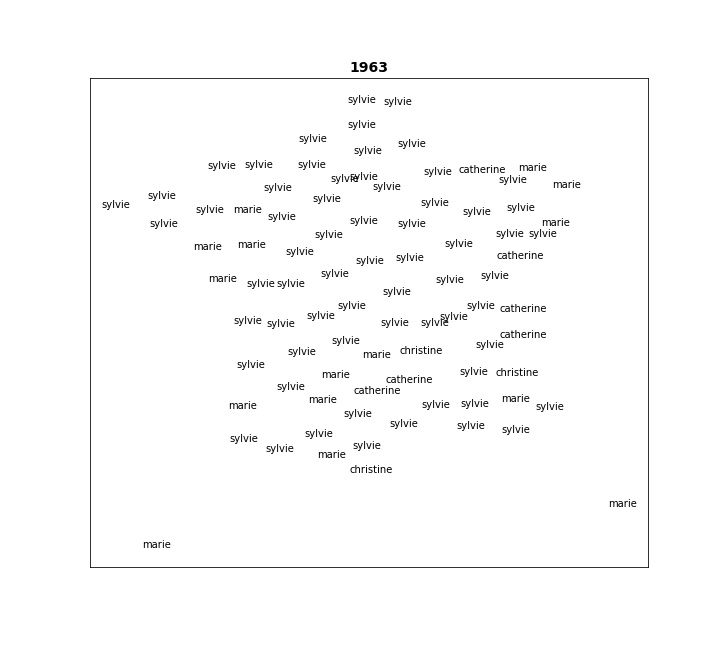 1963
sylvie sylvie
sylvie
sylvie
sylvie
sylvie
sylvie sylvie sylvie
sylvie catherine marie
sylvie sylvie sylvie
sylvie sylvie marie
sylvie sylvie
sylvie sylvie
sylvie marie sylvie sylvie sylvie
sylvie sylvie sylvie sylvie marie
sylvie sylvie sylvie
marie marie sylvie
sylvie sylvie sylvie catherine
marie sylvie sylvie sylvie sylvie sylvie
sylvie
sylvie sylvie catherine
sylvie sylvie sylvie sylvie sylvie sylvie
sylvie sylvie catherine
sylvie marie christine
sylvie
marie catherine sylvie christine
sylvie catherine
marie marie
marie sylvie sylvie sylvie
sylvie
sylvie sylvie sylvie
sylvie sylvie
sylvie marie sylvie
christine
marie
marie